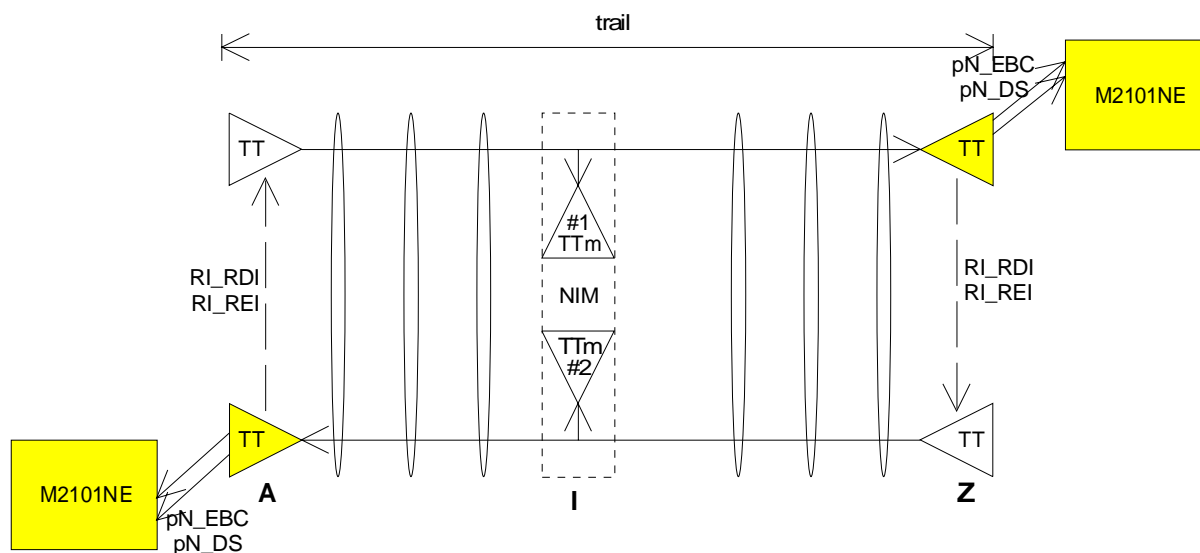 trail
pN_EBC
pN_DS
M2101NE
TT
TT
#1
TTm
RI_RDI
RI_REI
NIM
RI_RDI
RI_REI
TTm
#2
TT
TT
M2101NE
A
I
Z
pN_EBC
pN_DS